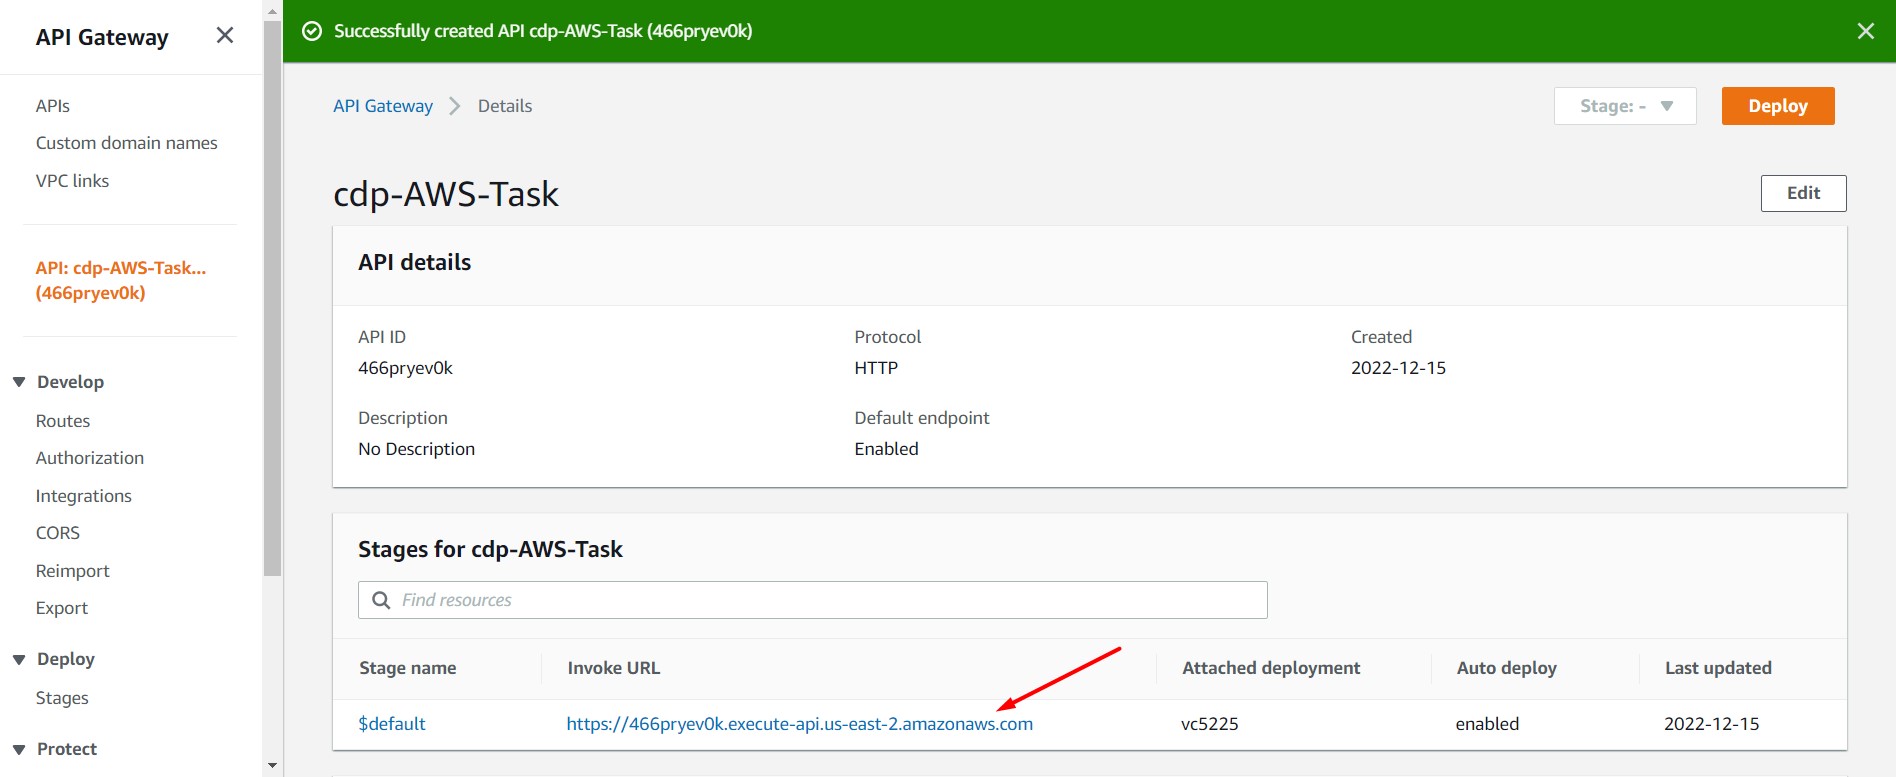 API Gateway
APIs
Custom domain names
VPC links
API: cdp-AWS-Task...
(466pryev0k)
Develop
Routes
Authorization
Integrations
CORS
Reimport
Export
Deploy
Stages
Protect
Successfully created API cdp-AWS-Task (466pryev0k)
API Gateway Details
Stage: -
Deploy
cdp-AWS-Task
Edit
API details
API ID Protocol Created
466pryev0k HTTP 2022-12-15
Description Default endpoint
No Description Enabled
Stages for cdp-AWS-Task
Find resources
Stage name Invoke URL Attached deployment Auto deploy Last updated
$default https://466pryev0k.execute-api.us-east-2.amazonaws.com vc5225 enabled 2022-12-15